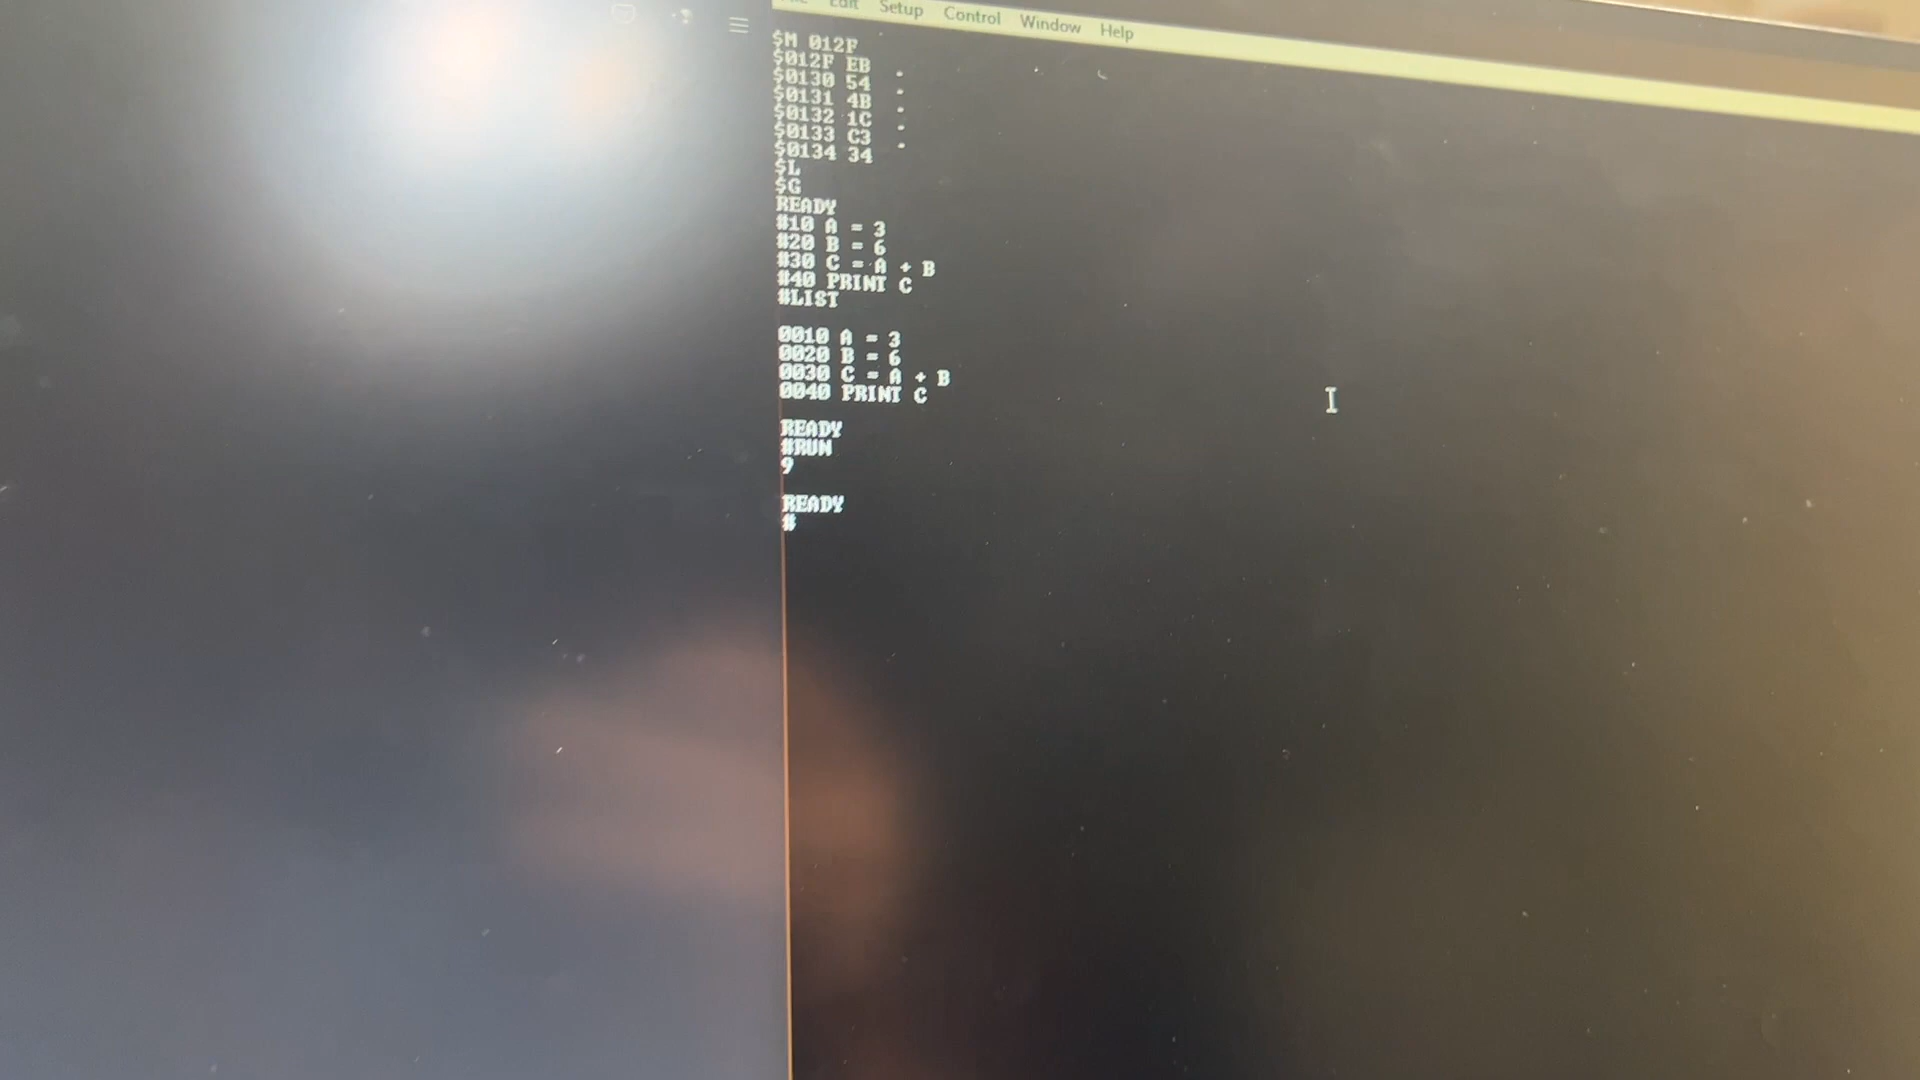 Edit Setup Control Window Help
$M 012F
$012F EB .
$0130 54 .
$0131 4B .
$0132 1C .
$0133 C3 .
$0134 34
$L
$G
READY
#10 A = 3
#20 B = 6
#30 C = A + B
#40 PRINT C
#LIST
0010 A = 3
0020 B = 6
0030 C = A + B
0040 PRINT C
READY
#RUN
9
READY
#